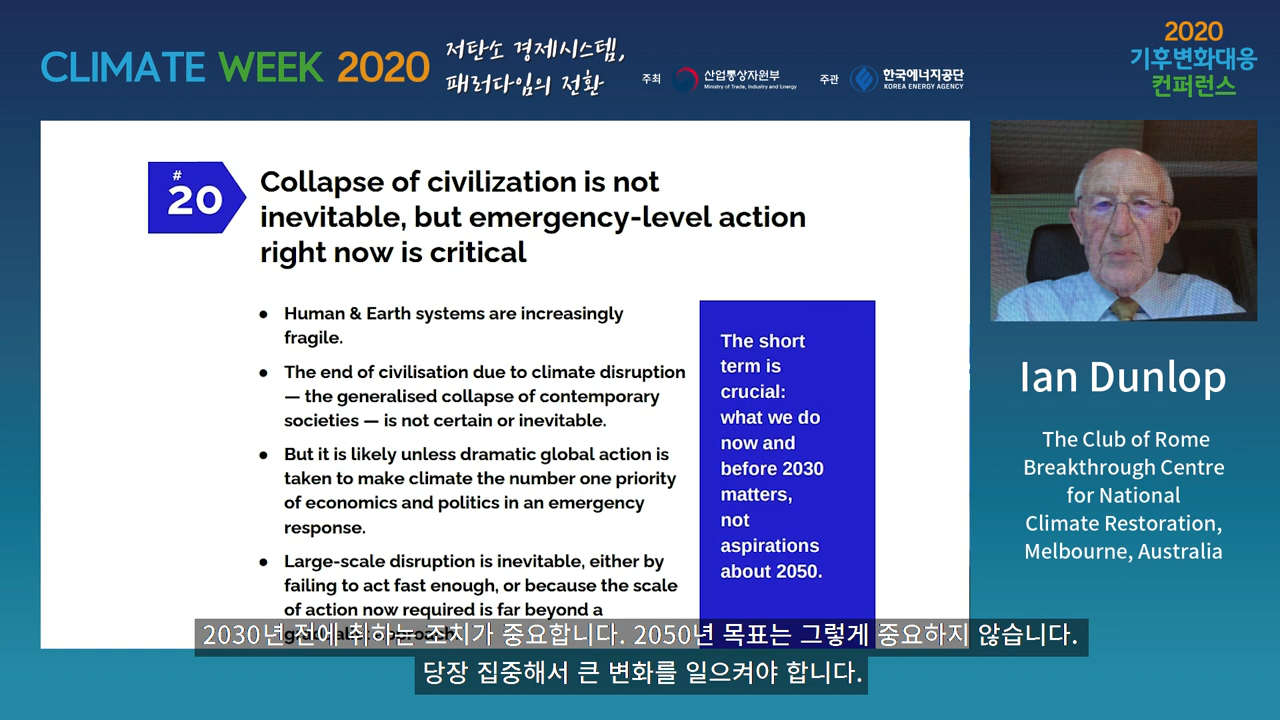 CLIMATE WEEK 2020
저탄소 경제시스템,
패러다임의 전환
주최
산업통상자원부
Ministry of Trade, Industry and Energy
주관
한국에너지공단
KOREA ENERGY AGENCY
2020
기후변화대응
컨퍼런스
#
20
Collapse of civilization is not
inevitable, but emergency-level action
right now is critical
● Human & Earth systems are increasingly
fragile.
● The end of civilisation due to climate disruption
— the generalised collapse of contemporary
societies — is not certain or inevitable.
● But it is likely unless dramatic global action is
taken to make climate the number one priority
of economics and politics in an emergency
response.
● Large-scale disruption is inevitable, either by
failing to act fast enough, or because the scale
of action now required is far beyond a
The short
term is
crucial:
what we do
now and
before 2030
matters,
not
aspirations
about 2050.
Ian Dunlop
The Club of Rome
Breakthrough Centre
for National
Climate Restoration,
Melbourne, Australia
2030년 전에 취하는 조치가 중요합니다. 2050년 목표는 그렇게 중요하지 않습니다.
당장 집중해서 큰 변화를 일으켜야 합니다.